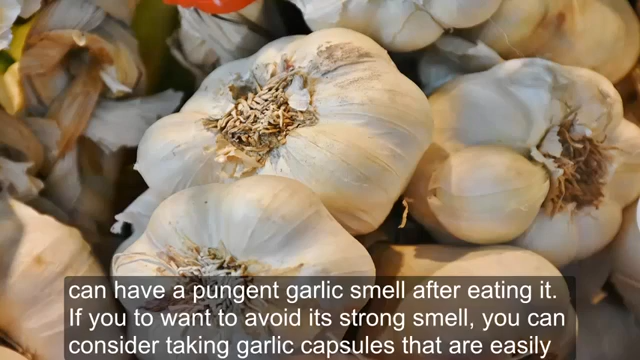 can have a pungent garlic smell after eating it.
If you to want to avoid its strong smell, you can
consider taking garlic capsules that are easily